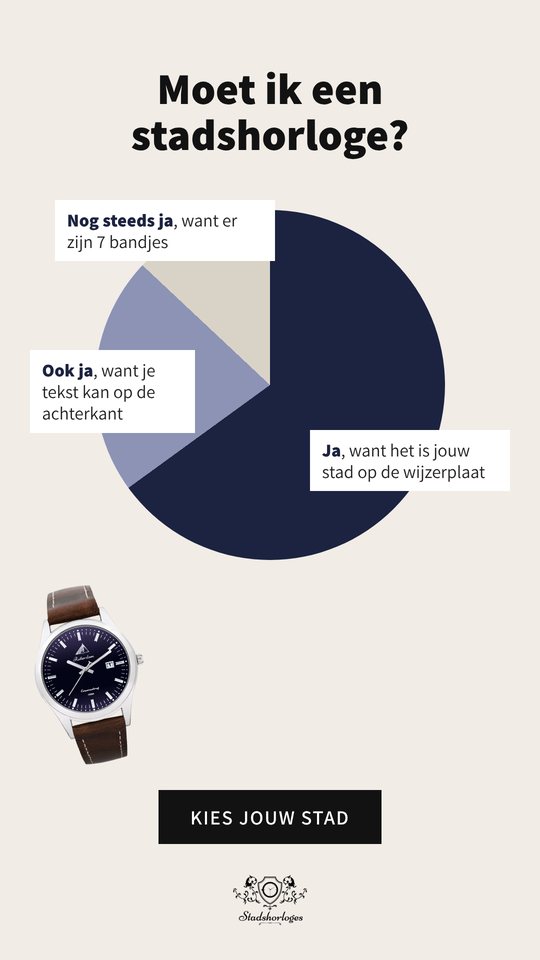 Moet ik een
stadshorloge?
Nog steeds ja, want er
zijn 7 bandjes
Ook ja, want je
tekst kan op de
achterkant
Ja, want het is jouw
stad op de wijzerplaat
Rotterdam
KIES JOUW STAD
Stadshorloges